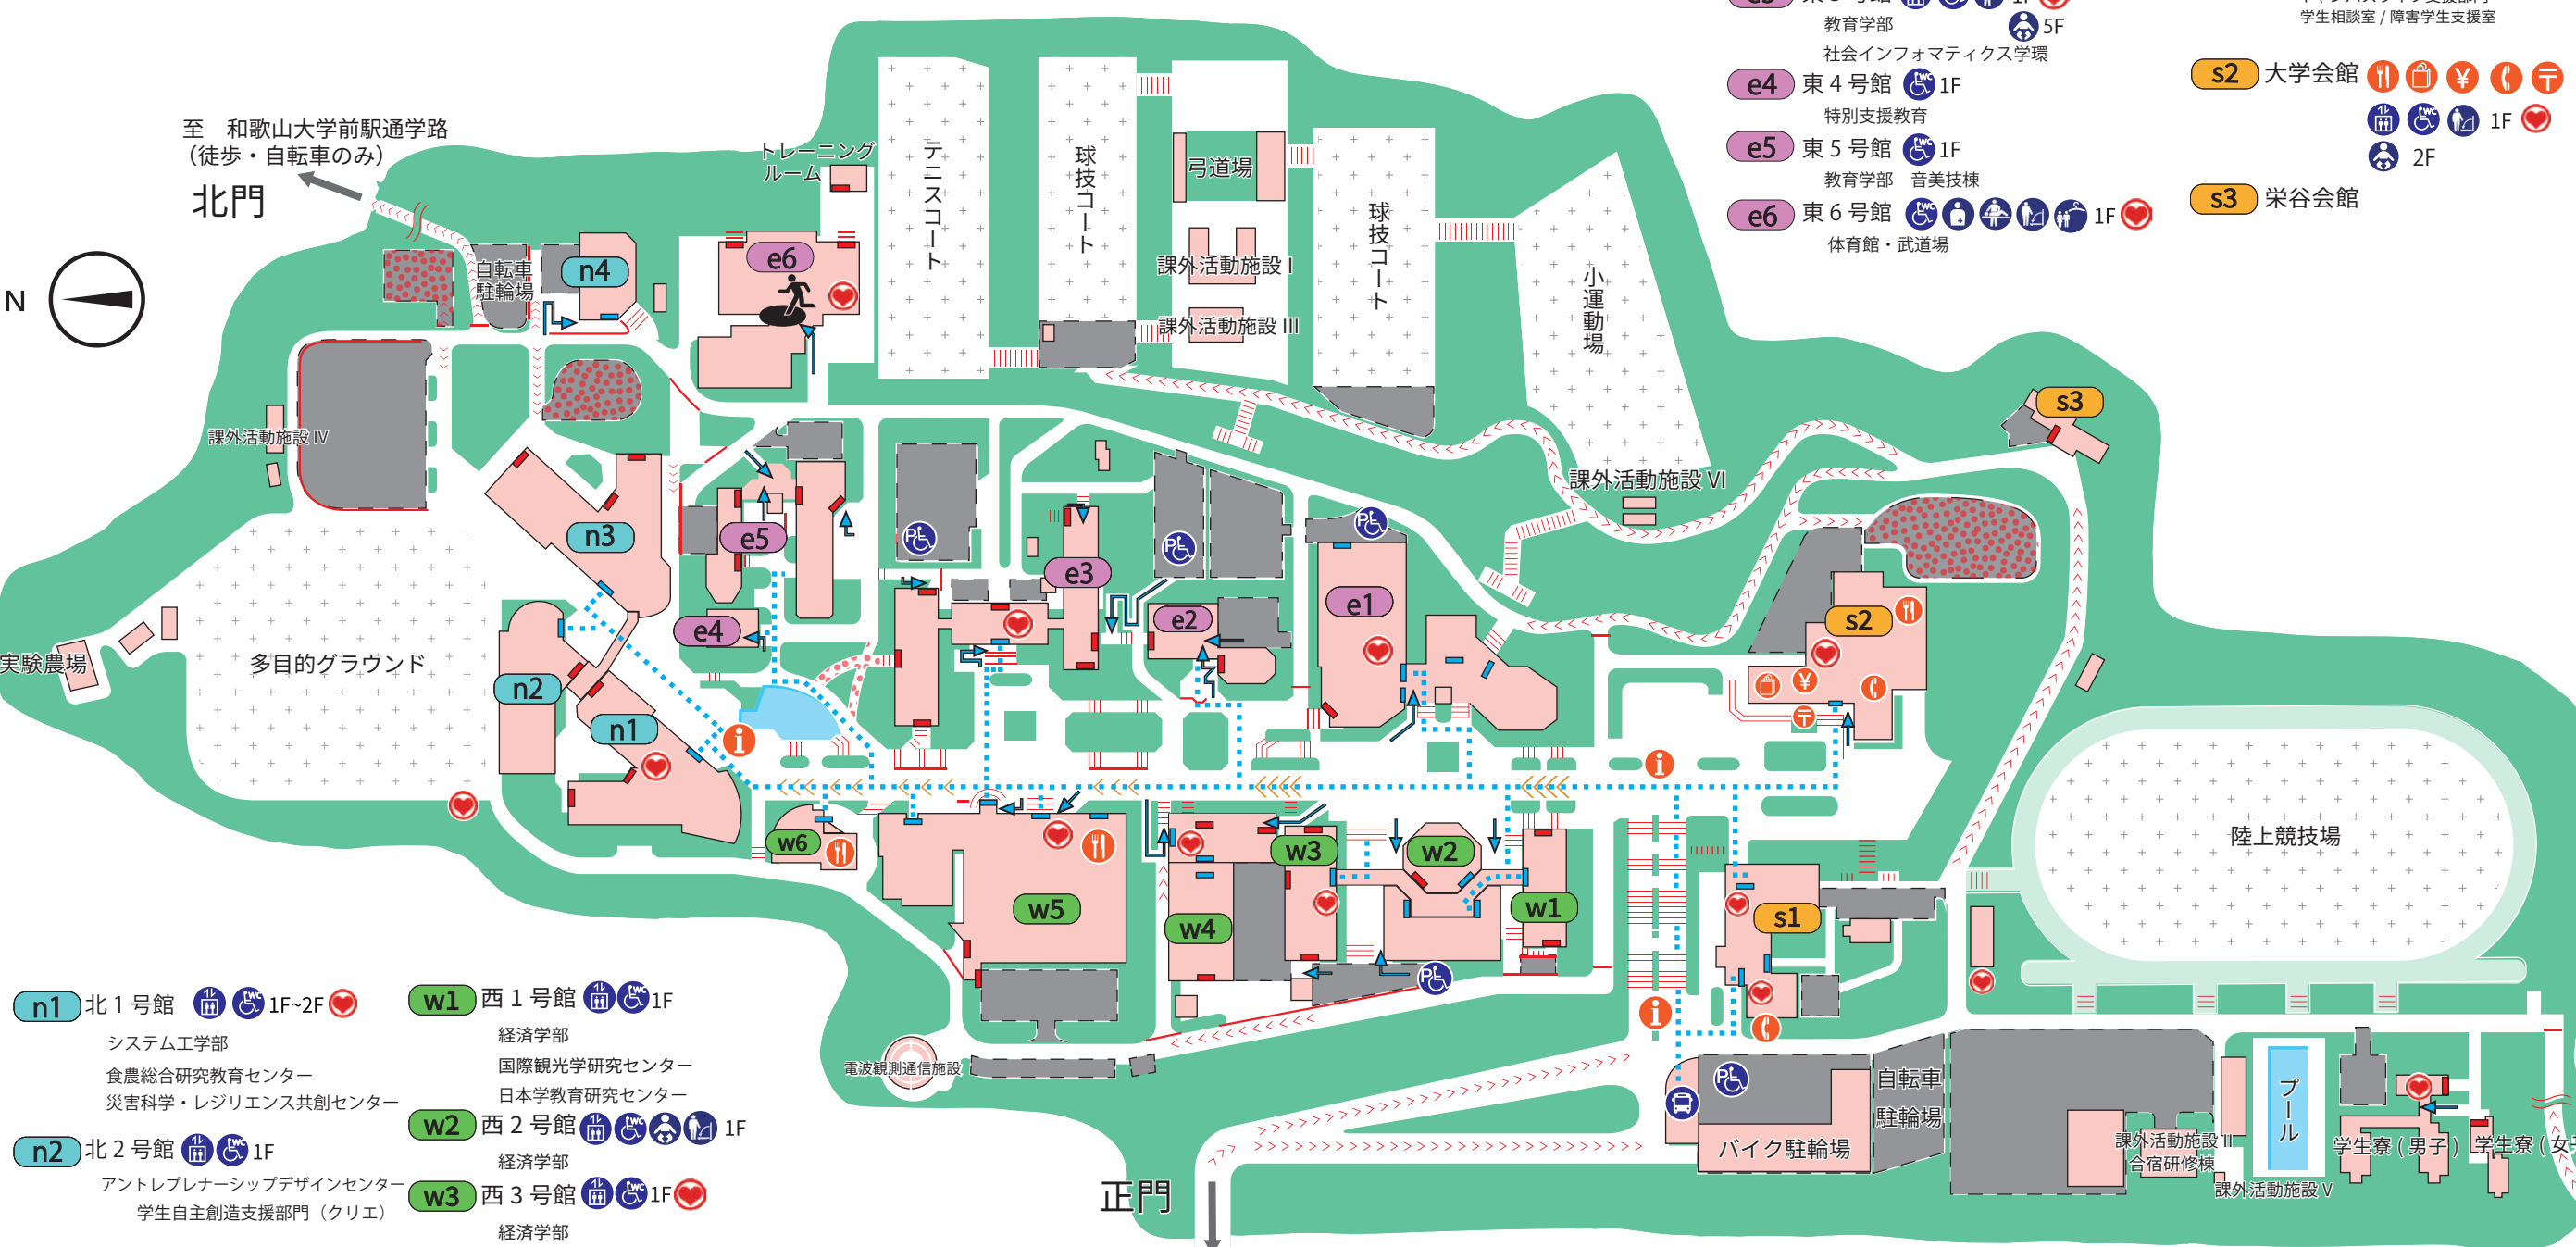 学生相談室 / 障害学生支援室
教育学部
5F
社会インフォマティクス学環
e4 東4号館 1F
特別支援教育
e5 東5号館 1F
教育学部 音美技棟
e6 東6号館 1F
体育館・武道場
s2 大学会館
1F
2F
s3 栄谷会館
至 和歌山大学前駅通学路
(徒歩・自転車のみ)
北門
N
トレーニング
ルーム
テニスコート
球技コート
弓道場
課外活動施設 I
課外活動施設 III
球技コート
小運動場
自転車
駐輪場
n4
e6
s3
課外活動施設 IV
課外活動施設 VI
n3
e5
e3
e1
e2
e4
s2
実験農場
多目的グラウンド
n2
n1
w6
w5
w4
w3
w2
w1
s1
陸上競技場
電波観測通信施設
自転車
駐輪場
バイク駐輪場
課外活動施設 II
合宿研修棟
課外活動施設 V
プール
学生寮 ( 男子 )
学生寮 ( 女
正門
n1 北1号館 1F~2F
システム工学部
食農総合研究教育センター
災害科学・レジリエンス共創センター
n2 北2号館 1F
アントレプレナーシップデザインセンター
学生自主創造支援部門(クリエ)
w1 西1号館 1F
経済学部
国際観光学研究センター
日本学教育研究センター
w2 西2号館 1F
経済学部
w3 西3号館 1F
経済学部